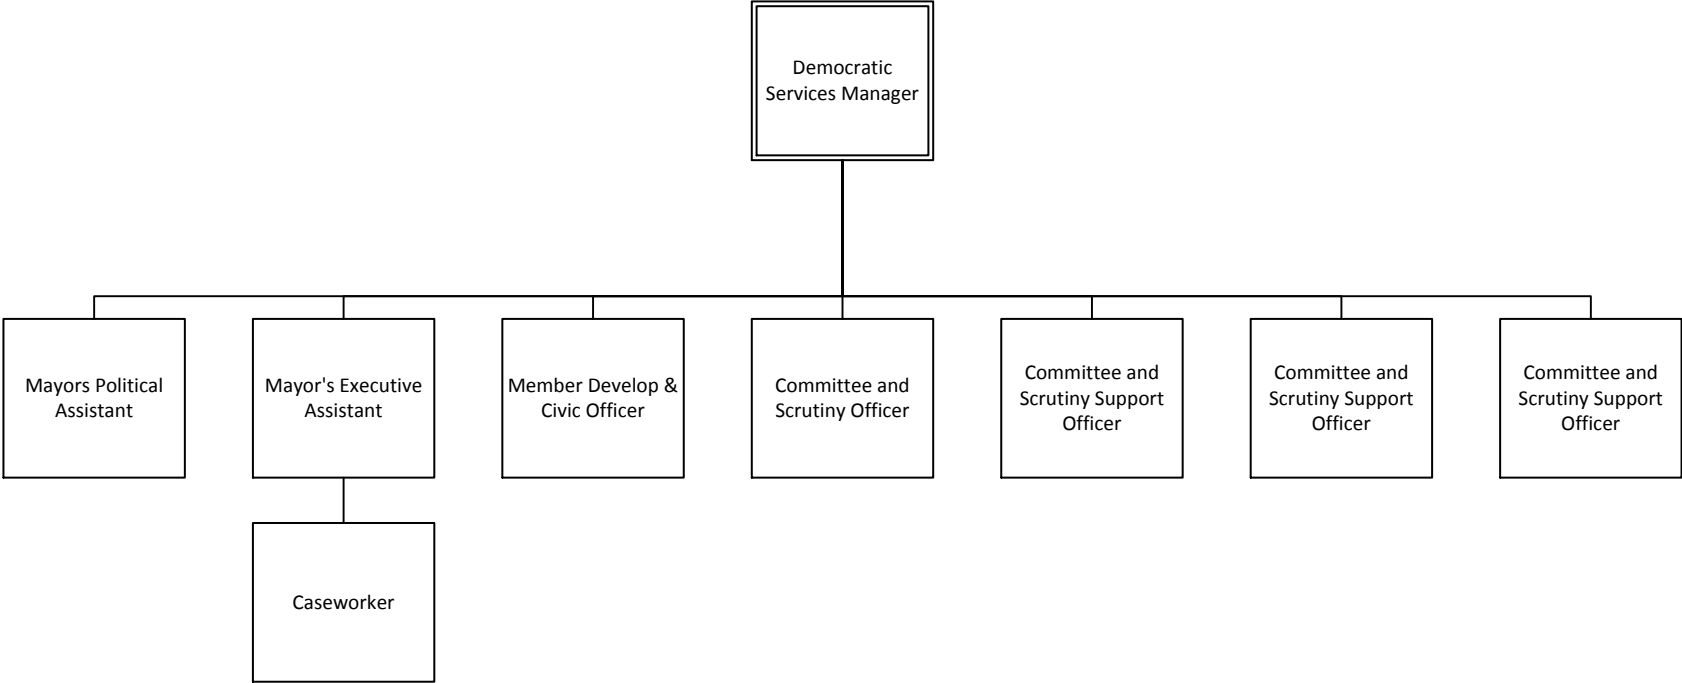 Democratic
Services Manager
Mayors Political
Assistant
Mayor's Executive
Assistant
Member Develop &
Civic Officer
Committee and
Scrutiny Officer
Committee and
Scrutiny Support
Officer
Committee and
Scrutiny Support
Officer
Committee and
Scrutiny Support
Officer
Caseworker